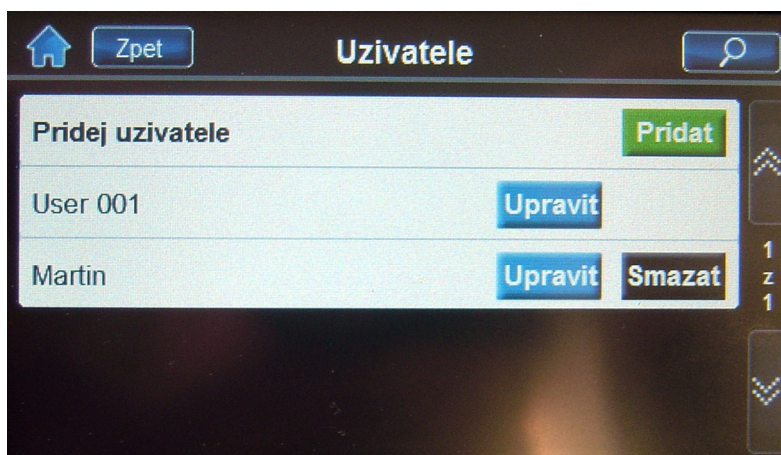 Zpet Uzivatele
Pridej uzivatele Pridat
User 001 Upravit
Martin Upravit Smazat
1
z
1